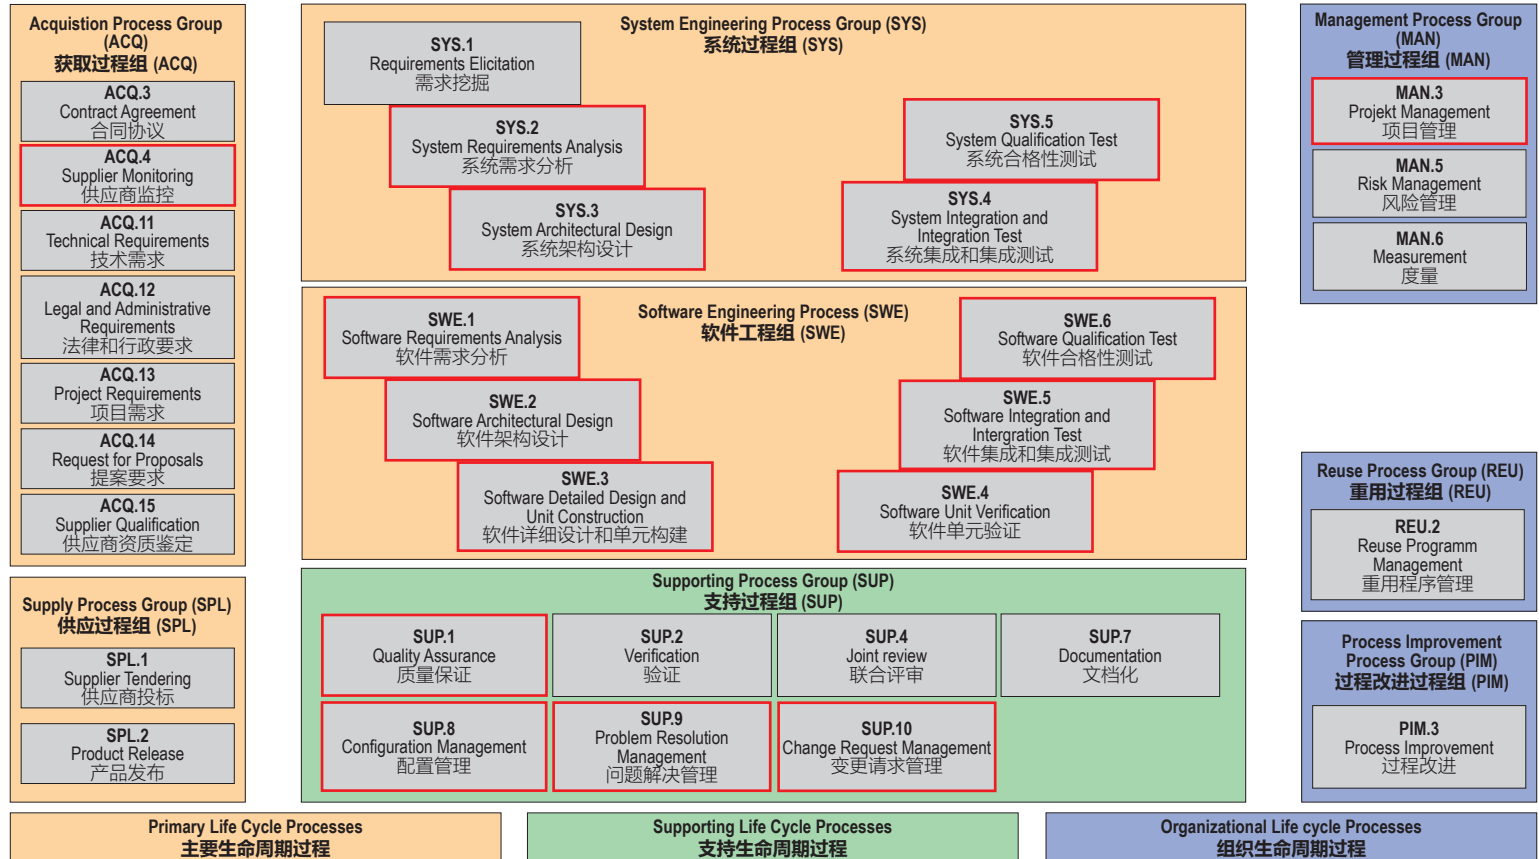 Acquistion Process Group
(ACQ)
获取过程组 (ACQ)
ACQ.3
Contract Agreement
合同协议
ACQ.4
Supplier Monitoring
供应商监控
ACQ.11
Technical Requirements
技术需求
ACQ.12
Legal and Administrative
Requirements
法律和行政要求
ACQ.13
Project Requirements
项目需求
ACQ.14
Request for Proposals
提案要求
ACQ.15
Supplier Qualification
供应商资质鉴定
Supply Process Group (SPL)
供应过程组 (SPL)
SPL.1
Supplier Tendering
供应商投标
SPL.2
Product Release
产品发布
System Engineering Process Group (SYS)
系统过程组 (SYS)
SYS.1
Requirements Elicitation
需求挖掘
SYS.2
System Requirements Analysis
系统需求分析
SYS.3
System Architectural Design
系统架构设计
SYS.5
System Qualification Test
系统合格性测试
SYS.4
System Integration and
Integration Test
系统集成和集成测试
Software Engineering Process (SWE)
软件工程组 (SWE)
SWE.1
Software Requirements Analysis
软件需求分析
SWE.2
Software Architectural Design
软件架构设计
SWE.3
Software Detailed Design and
Unit Construction
软件详细设计和单元构建
SWE.6
Software Qualification Test
软件合格性测试
SWE.5
Software Integration and
Intergration Test
软件集成和集成测试
SWE.4
Software Unit Verification
软件单元验证
Supporting Process Group (SUP)
支持过程组 (SUP)
SUP.1
Quality Assurance
质量保证
SUP.2
Verification
验证
SUP.4
Joint review
联合评审
SUP.7
Documentation
文档化
SUP.8
Configuration Management
配置管理
SUP.9
Problem Resolution
Management
问题解决管理
SUP.10
Change Request Management
变更请求管理
Management Process Group
(MAN)
管理过程组 (MAN)
MAN.3
Projekt Management
项目管理
MAN.5
Risk Management
风险管理
MAN.6
Measurement
度量
Reuse Process Group (REU)
重用过程组 (REU)
REU.2
Reuse Programm
Management
重用程序管理
Process Improvement
Process Group (PIM)
过程改进过程组 (PIM)
PIM.3
Process Improvement
过程改进
Primary Life Cycle Processes
主要生命周期过程
Supporting Life Cycle Processes
支持生命周期过程
Organizational Life cycle Processes
组织生命周期过程